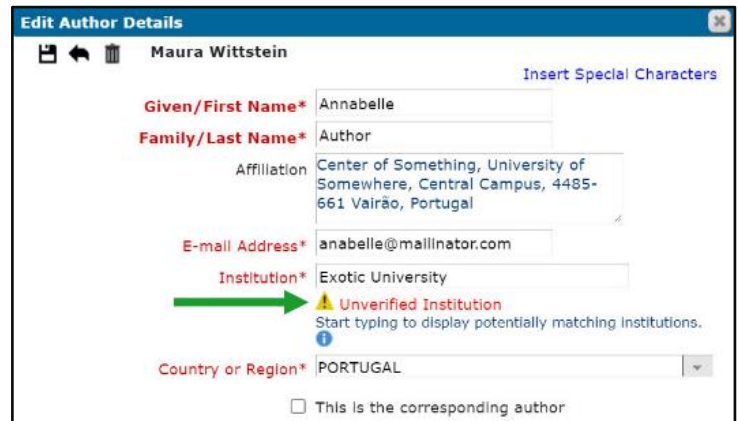 Edit Author Details
Maura Wittstein
Insert Special Characters
Given/First Name* Annabelle
Family/Last Name* Author
Affiliation Center of Something, University of
Somewhere, Central Campus, 4485-
661 Vairão, Portugal
E-mail Address* anabelle@mailinator.com
Institution* Exotic University
Unverified Institution
Start typing to display potentially matching institutions.
Country or Region* PORTUGAL
This is the corresponding author